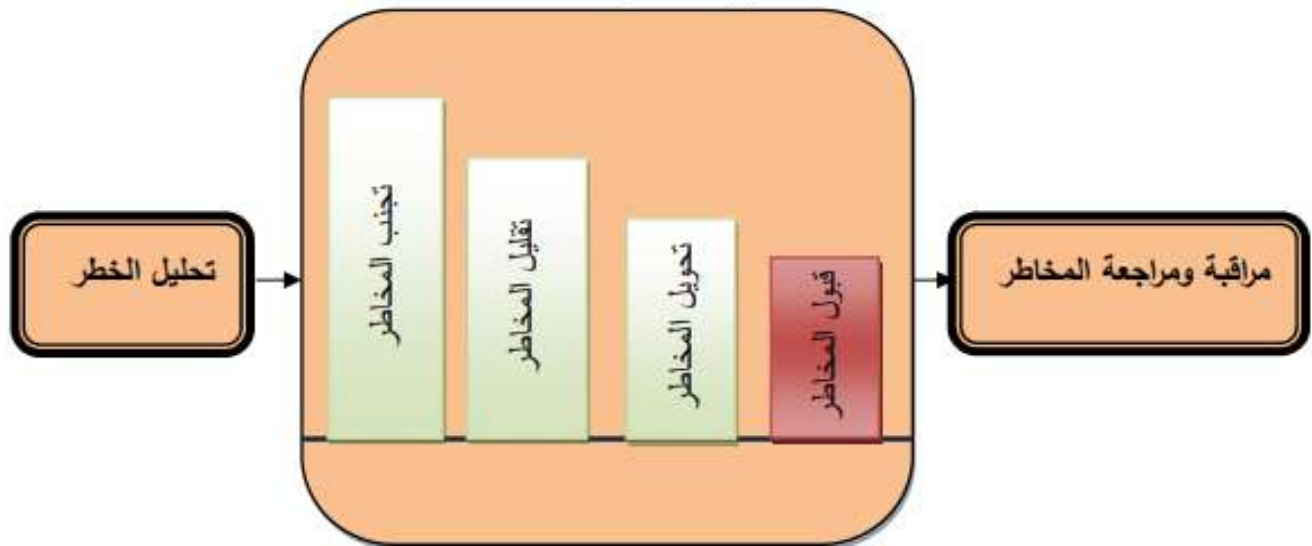 تحليل الخطر
تجنب المخاطر
تقليل المخاطر
تحويل المخاطر
قبول المخاطر
مراقبة ومراجعة المخاطر